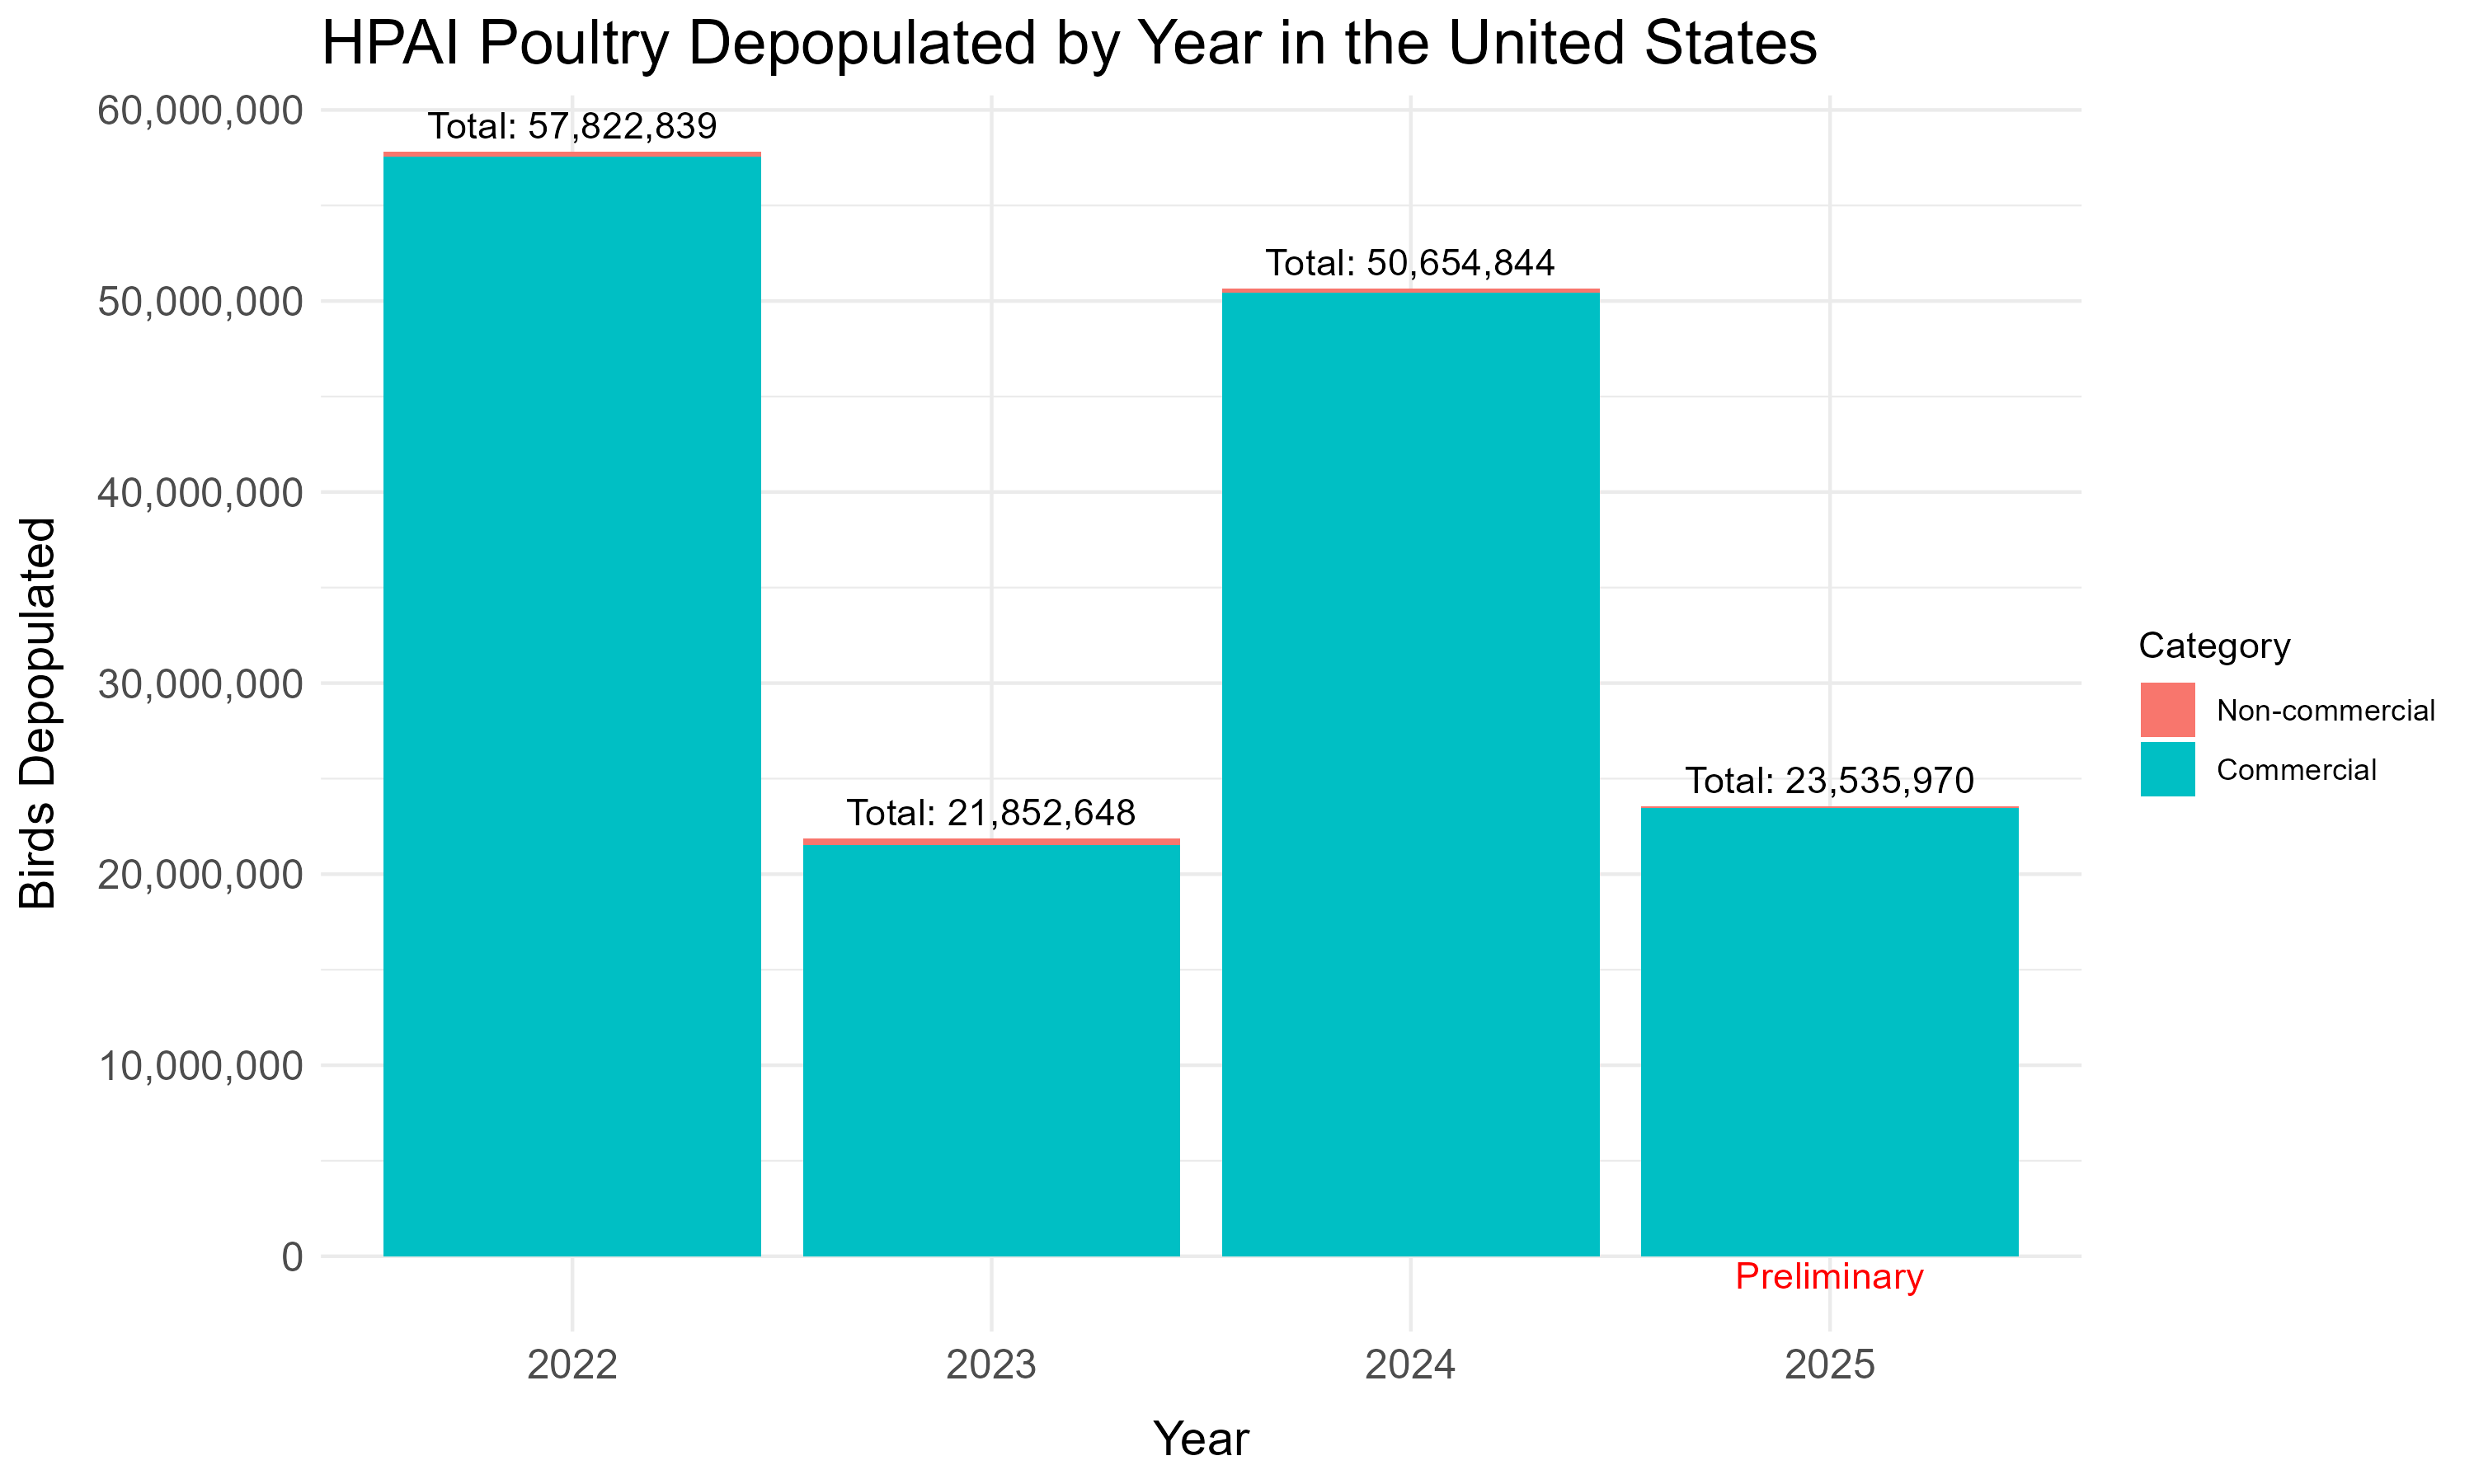 HPAI Poultry Depopulated by Year in the United States
Birds Depopulated
60,000,000
50,000,000
40,000,000
30,000,000
20,000,000
10,000,000
0
Total: 57,822,839
Total: 21,852,648
Total: 50,654,844
Total: 23,535,970
Preliminary
2022
2023
2024
2025
Year
Category
Non-commercial
Commercial